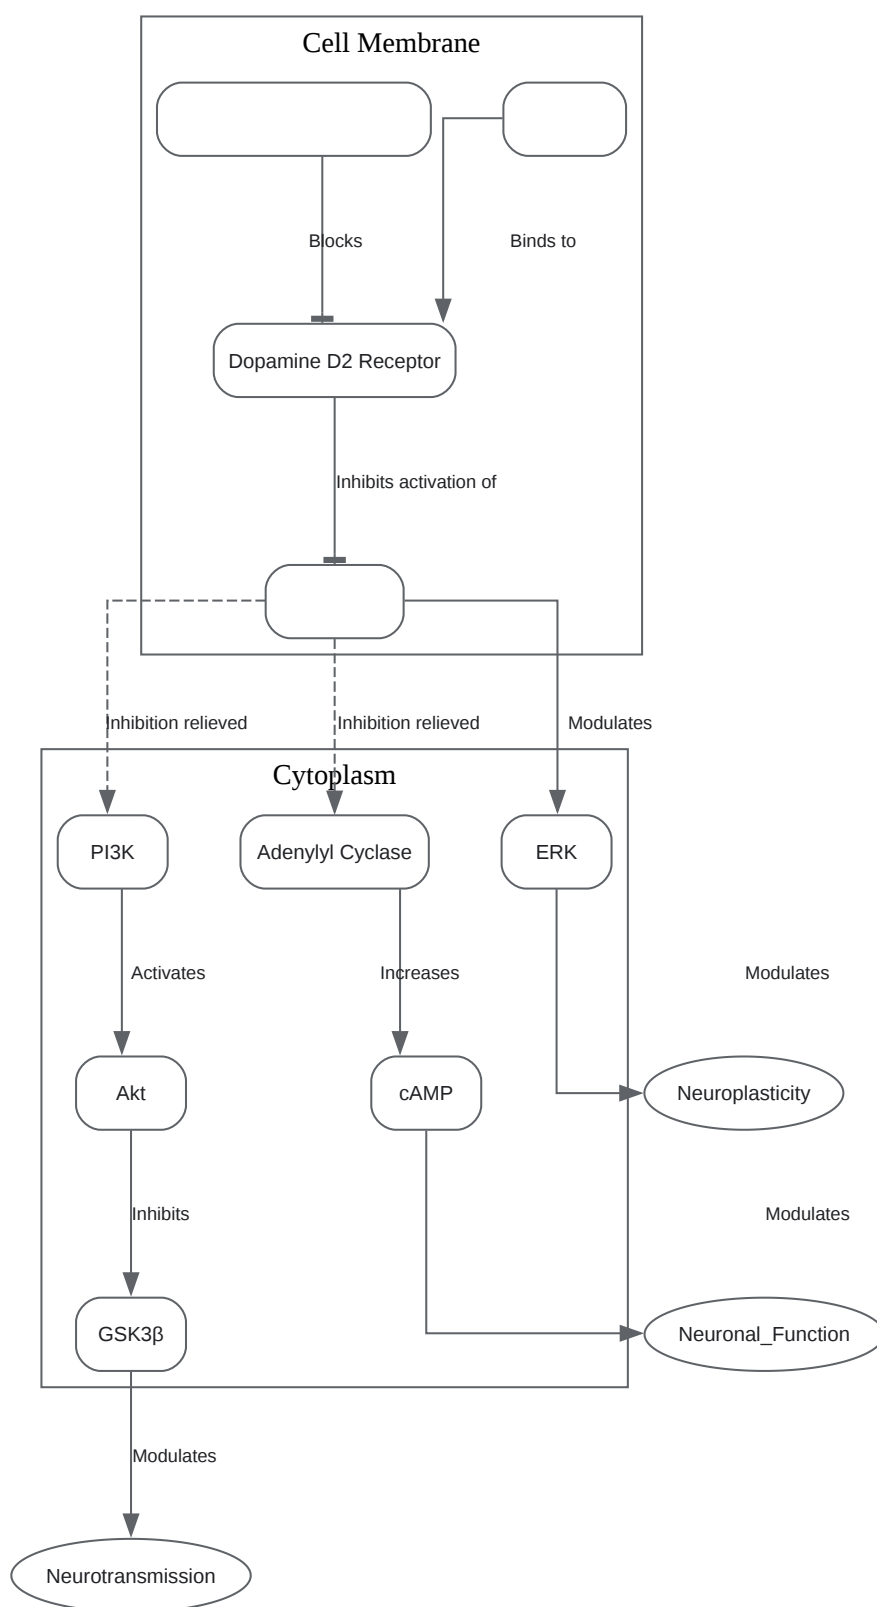 Cell Membrane
Blocks
Binds to
Dopamine D2 Receptor
Inhibits activation of
Inhibition relieved
Inhibition relieved
Modulates
Cytoplasm
PI3K
Adenylyl Cyclase
ERK
Activates
Increases
Modulates
Akt
cAMP
Neuroplasticity
Inhibits
Modulates
GSK3β
Neuronal_Function
Modulates
Neurotransmission